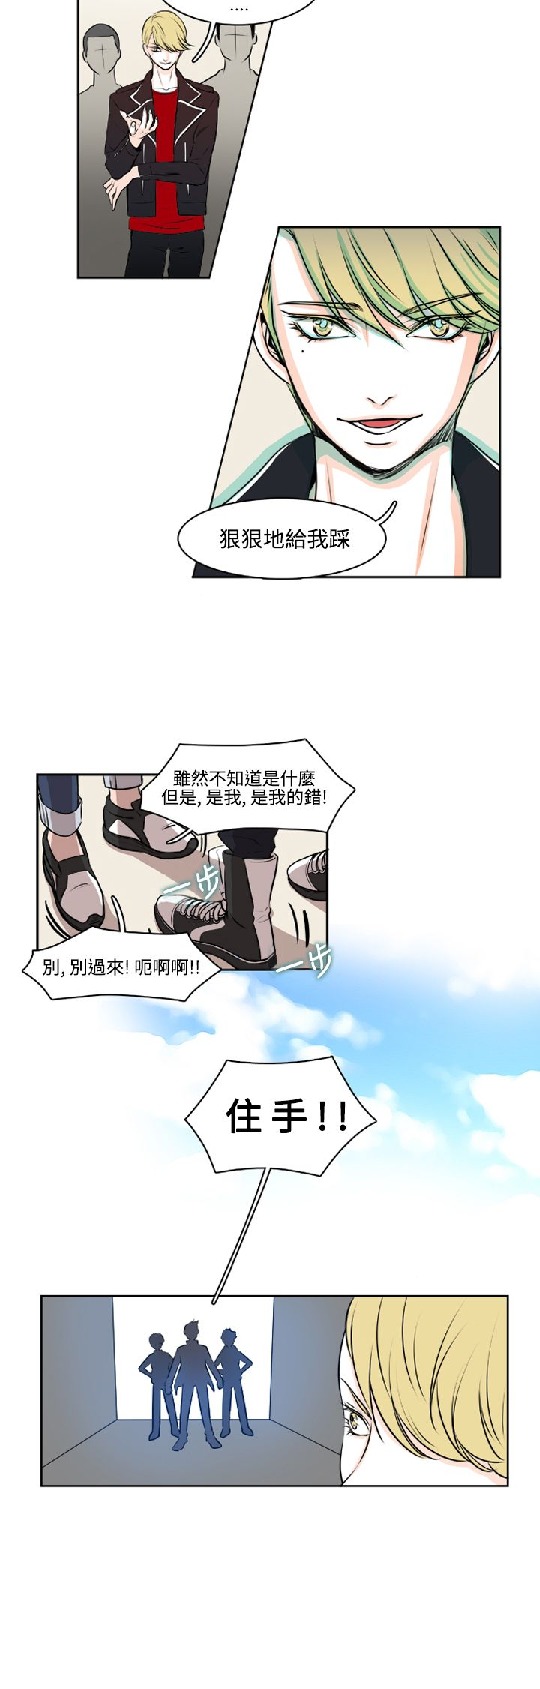 ....
狠狠地給我踩
雖然不知道是什麼
但是, 是我, 是我的錯!
一步
別, 別過來! 呃啊啊!!
一步
住手!!